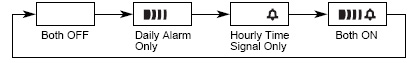 Both OFF
Daily Alarm
Only
Hourly Time
Signal Only
Both ON